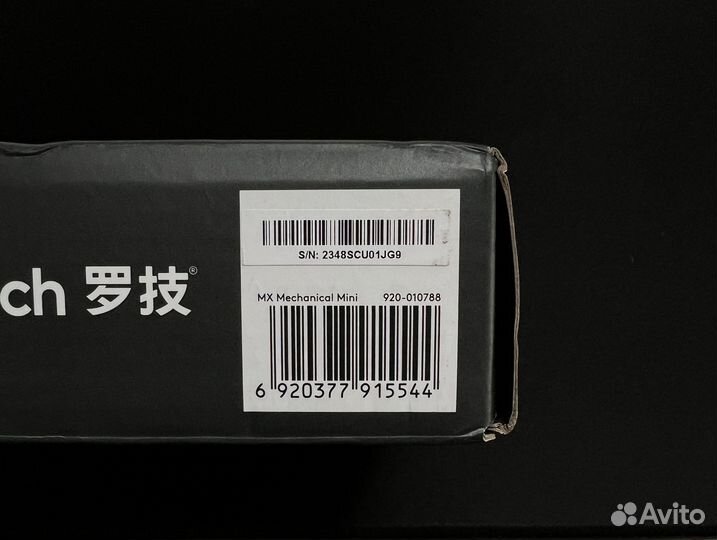 S/N: 2348SCU01JG9
ch 罗技®
MX Mechanical Mini 920-010788
6 920377 915544
Avito